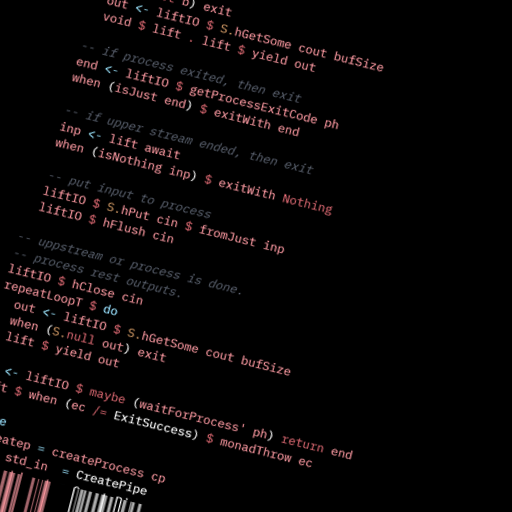 b) exit
out <- liftIO $ S.hGetSome cout bufSize
void $ lift . lift $ yield out
-- if process exited, then exit
end <- liftIO $ getProcessExitCode ph
when (isJust end) $ exitWith end
-- if upper stream ended, then exit
inp <- lift await
when (isNothing inp) $ exitWith Nothing
-- put input to process
liftIO $ S.hPut cin $ fromJust inp
liftIO $ hFlush cin
-- uppstream or process is done.
-- process rest outputs.
liftIO $ hClose cin
repeatLoopT $ do
out <- liftIO $ S.hGetSome cout bufSize
when (S.null out) exit
lift $ yield out
<- liftIO $ maybe (waitForProcess' ph) return end
$ when (ec /= ExitSuccess) $ monadThrow ec
= createProcess cp
std_in = CreatePipe